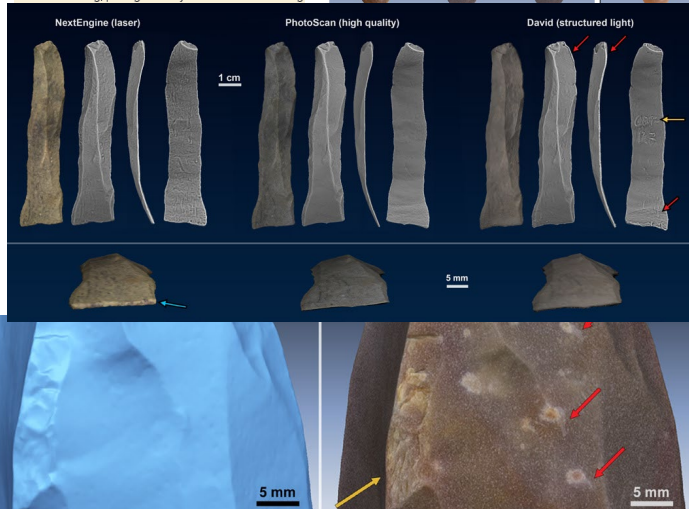 NextEngine (laser)
PhotoScan (high quality)
David (structured light)
1 cm
5 mm
5 mm
5 mm